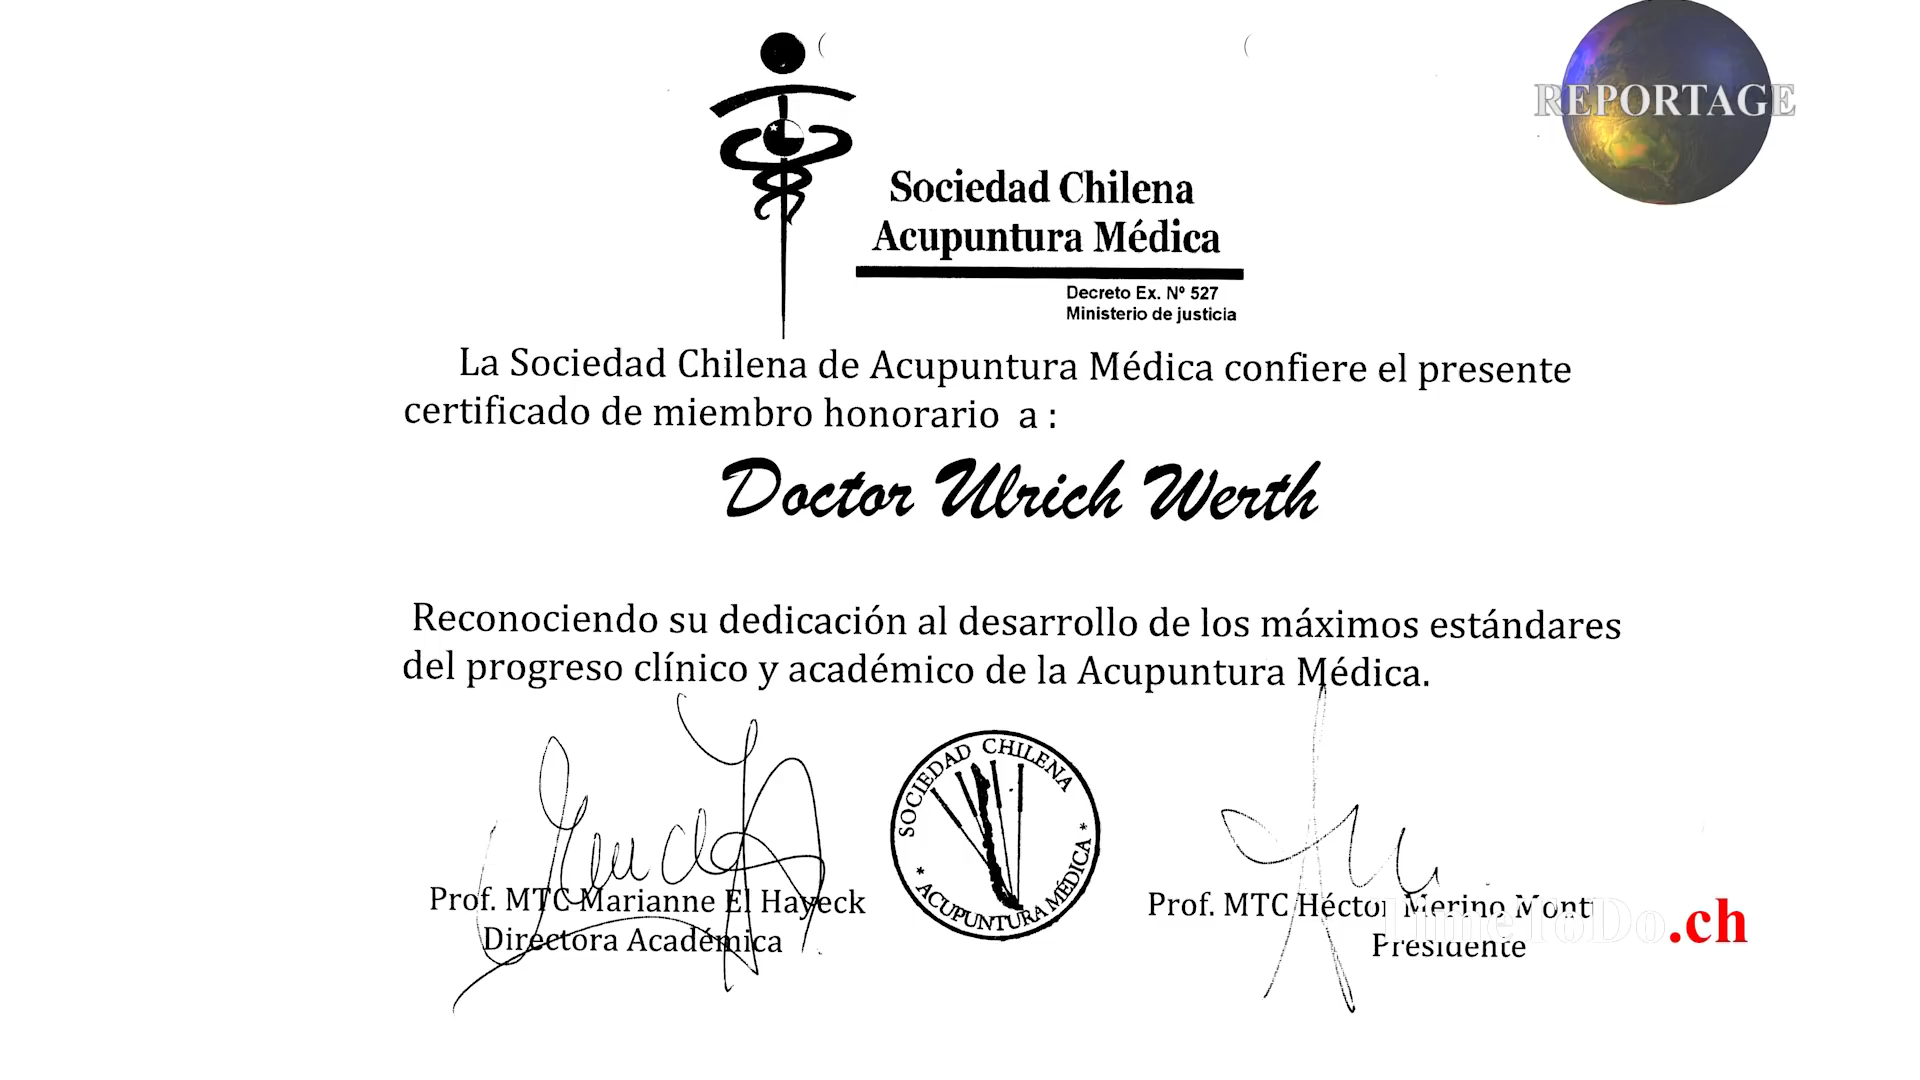 REPORTAGE
Sociedad Chilena
Acupuntura Médica
Decreto Ex. Nº 527
Ministerio de justicia
La Sociedad Chilena de Acupuntura Médica confiere el presente
certificado de miembro honorario a :
Doctor Ulrich Werth
Reconociendo su dedicación al desarrollo de los máximos estándares
del progreso clínico y académico de la Acupuntura Médica.
SOCIEDAD CHILENA
* ACUPUNTURA MÉDICA *
Prof. MTC Marianne El Hayeck
Directora Académica
Prof. MTC Héctor Merino
Presidente
TimeToDo.ch